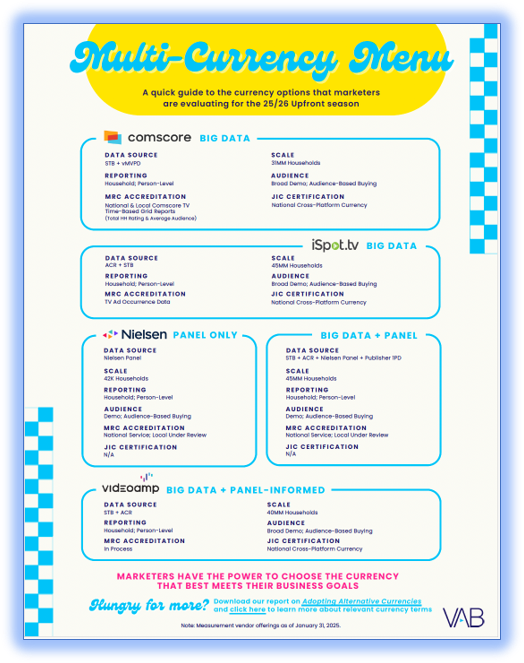 Multi-Currency Menu
A quick guide to the currency options that marketers
are evaluating for the 25/26 Upfront season
comscore BIG DATA
DATA SOURCE
STB + vMVPD
SCALE
31MM Households
REPORTING
Household; Person-Level
AUDIENCE
Broad Demo; Audience-Based Buying
MRC ACCREDITATION
National & Local Comscore TV
Time-Based Grid Reports
(Total HH Rating & Average Audience)
JIC CERTIFICATION
National Cross-Platform Currency
iSpot.tv BIG DATA
DATA SOURCE
ACR + STB
SCALE
45MM Households
REPORTING
Household; Person-Level
AUDIENCE
Broad Demo; Audience-Based Buying
MRC ACCREDITATION
TV Ad Occurrence Data
JIC CERTIFICATION
National Cross-Platform Currency
Nielsen PANEL ONLY
DATA SOURCE
Nielsen Panel
SCALE
42K Households
REPORTING
Household; Person-Level
AUDIENCE
Demo; Audience-Based Buying
MRC ACCREDITATION
National Service; Local Under Review
JIC CERTIFICATION
N/A
BIG DATA + PANEL
DATA SOURCE
STB + ACR + Nielsen Panel + Publisher 1PD
SCALE
45MM Households
REPORTING
Household; Person-Level
AUDIENCE
Demo; Audience-Based Buying
MRC ACCREDITATION
National Service; Local Under Review
JIC CERTIFICATION
N/A
VIDEOAMP BIG DATA + PANEL-INFORMED
DATA SOURCE
STB + ACR
SCALE
40MM Households
REPORTING
Household; Person-Level
AUDIENCE
Broad Demo; Audience-Based Buying
MRC ACCREDITATION
In Process
JIC CERTIFICATION
National Cross-Platform Currency
MARKETERS HAVE THE POWER TO CHOOSE THE CURRENCY
THAT BEST MEETS THEIR BUSINESS GOALS
Hungry for more?
Download our report on Adopting Alternative Currencies
and click here to learn more about relevant currency terms
VAB
Note: Measurement vendor offerings as of January 31, 2025.